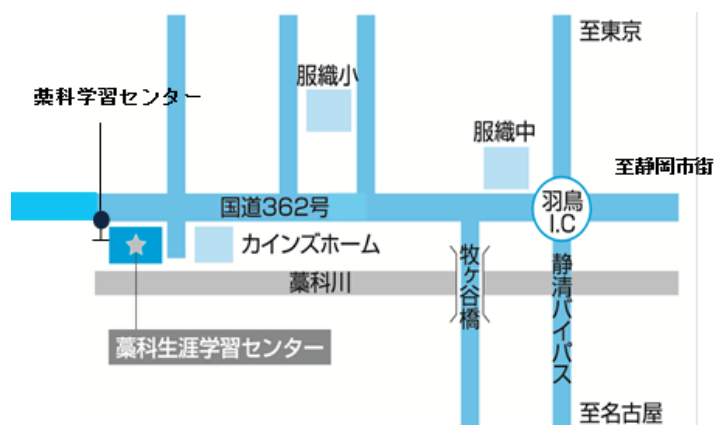 至東京
服織小
薬科学習センター
服織中
至静岡市街
国道362号
羽鳥
I.C
カインズホーム
牧ヶ谷橋
静清バイパス
藁科川
藁科生涯学習センター
至名古屋